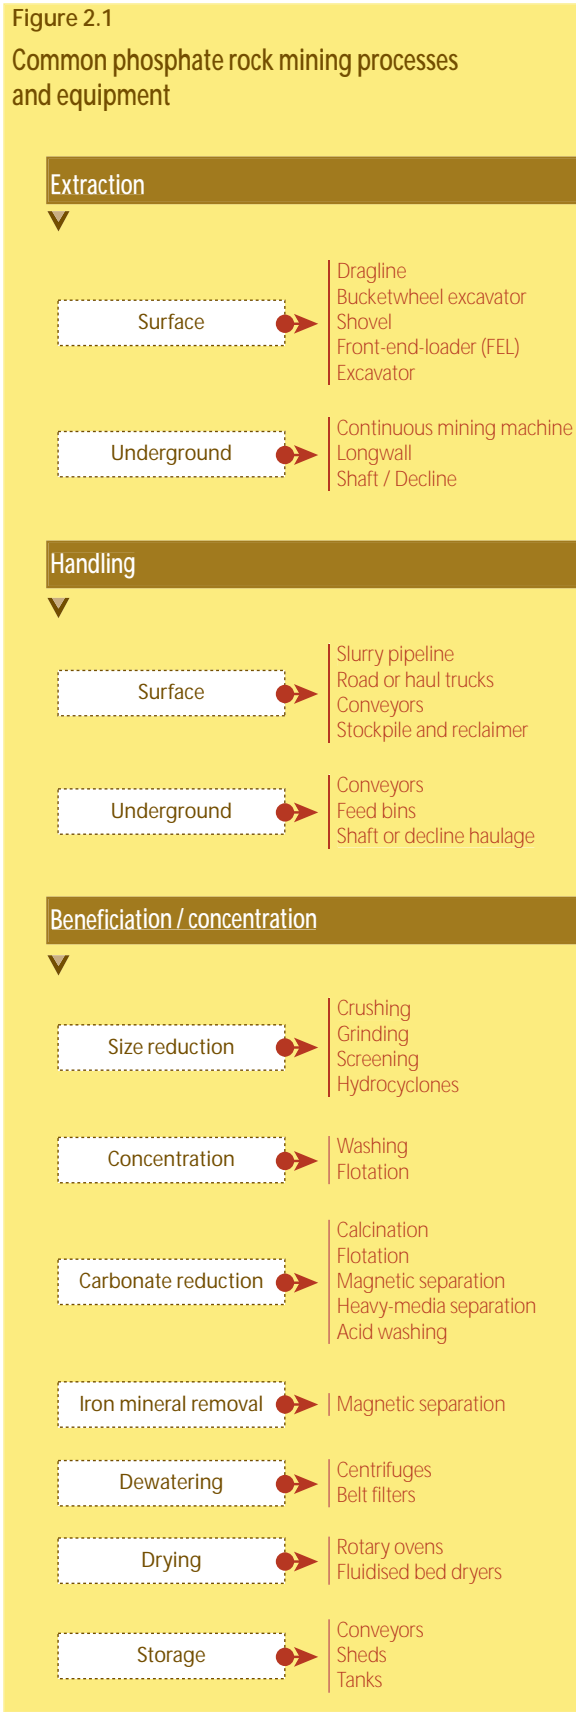 Figure 2.1
Common phosphate rock mining processes
and equipment
Extraction
Surface
Dragline
Bucketwheel excavator
Shovel
Front-end-loader (FEL)
Excavator
Underground
Continuous mining machine
Longwall
Shaft / Decline
Handling
Surface
Slurry pipeline
Road or haul trucks
Conveyors
Stockpile and reclaimer
Underground
Conveyors
Feed bins
Shaft or decline haulage
Beneficiation / concentration
Size reduction
Crushing
Grinding
Screening
Hydrocyclones
Concentration
Washing
Flotation
Carbonate reduction
Calcination
Flotation
Magnetic separation
Heavy-media separation
Acid washing
Iron mineral removal
Magnetic separation
Dewatering
Centrifuges
Belt filters
Drying
Rotary ovens
Fluidised bed dryers
Storage
Conveyors
Sheds
Tanks